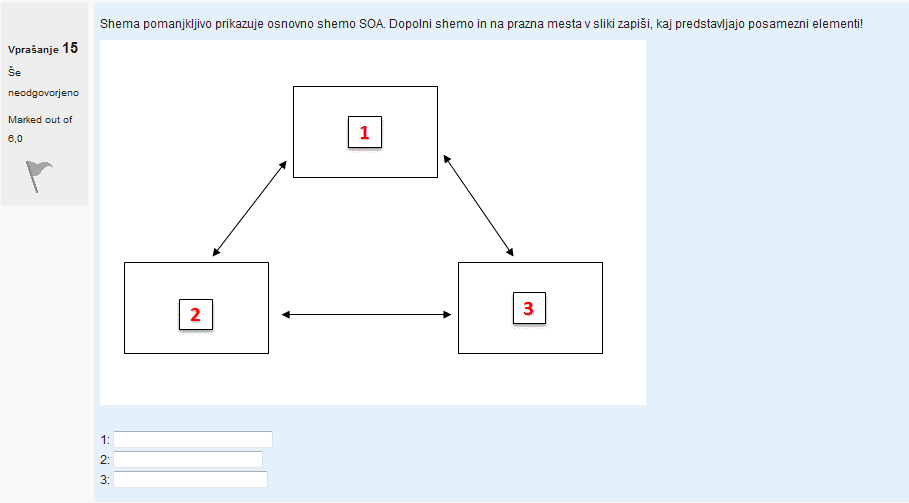 Shema pomanjkljivo prikazuje osnovno shemo SOA. Dopolni shemo in na prazna mesta v sliki zapiši, kaj predstavljajo posamezni elementi!
Vprašanje 15
Še
neodgovorjeno
Marked out of
6,0
1
2
3
1:
2:
3: